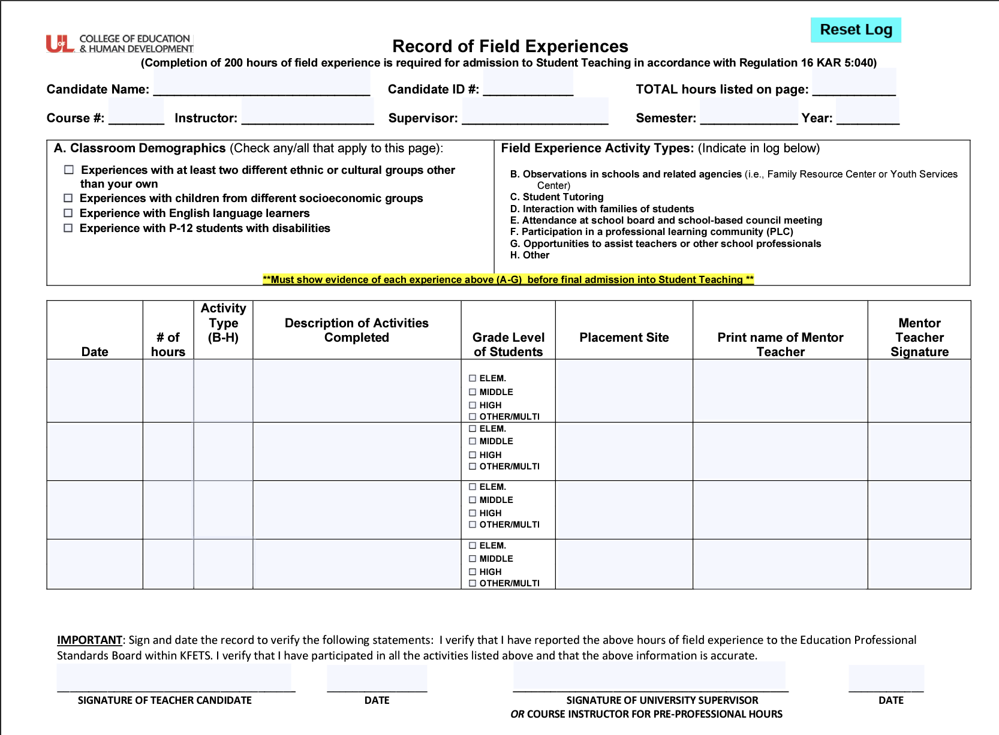 Reset Log
UofL COLLEGE OF EDUCATION
& HUMAN DEVELOPMENT
Record of Field Experiences
(Completion of 200 hours of field experience is required for admission to Student Teaching in accordance with Regulation 16 KAR 5:040)
Candidate Name: Candidate ID #: TOTAL hours listed on page:
Course #: Instructor: Supervisor: Semester: Year:
A. Classroom Demographics (Check any/all that apply to this page):
Experiences with at least two different ethnic or cultural groups other
than your own
Experiences with children from different socioeconomic groups
Experience with English language learners
Experience with P-12 students with disabilities
Field Experience Activity Types: (Indicate in log below)
B. Observations in schools and related agencies (i.e., Family Resource Center or Youth Services
Center)
C. Student Tutoring
D. Interaction with families of students
E. Attendance at school board and school-based council meeting
F. Participation in a professional learning community (PLC)
G. Opportunities to assist teachers or other school professionals
H. Other
**Must show evidence of each experience above (A-G) before final admission into Student Teaching **
Date
# of
hours
Activity
Type
(B-H)
Description of Activities
Completed
Grade Level
of Students
Placement Site
Print name of Mentor
Teacher
Mentor
Teacher
Signature
ELEM.
MIDDLE
HIGH
OTHER/MULTI
ELEM.
MIDDLE
HIGH
OTHER/MULTI
ELEM.
MIDDLE
HIGH
OTHER/MULTI
ELEM.
MIDDLE
HIGH
OTHER/MULTI
IMPORTANT: Sign and date the record to verify the following statements: I verify that I have reported the above hours of field experience to the Education Professional
Standards Board within KFETS. I verify that I have participated in all the activities listed above and that the above information is accurate.
SIGNATURE OF TEACHER CANDIDATE DATE SIGNATURE OF UNIVERSITY SUPERVISOR DATE
OR COURSE INSTRUCTOR FOR PRE-PROFESSIONAL HOURS